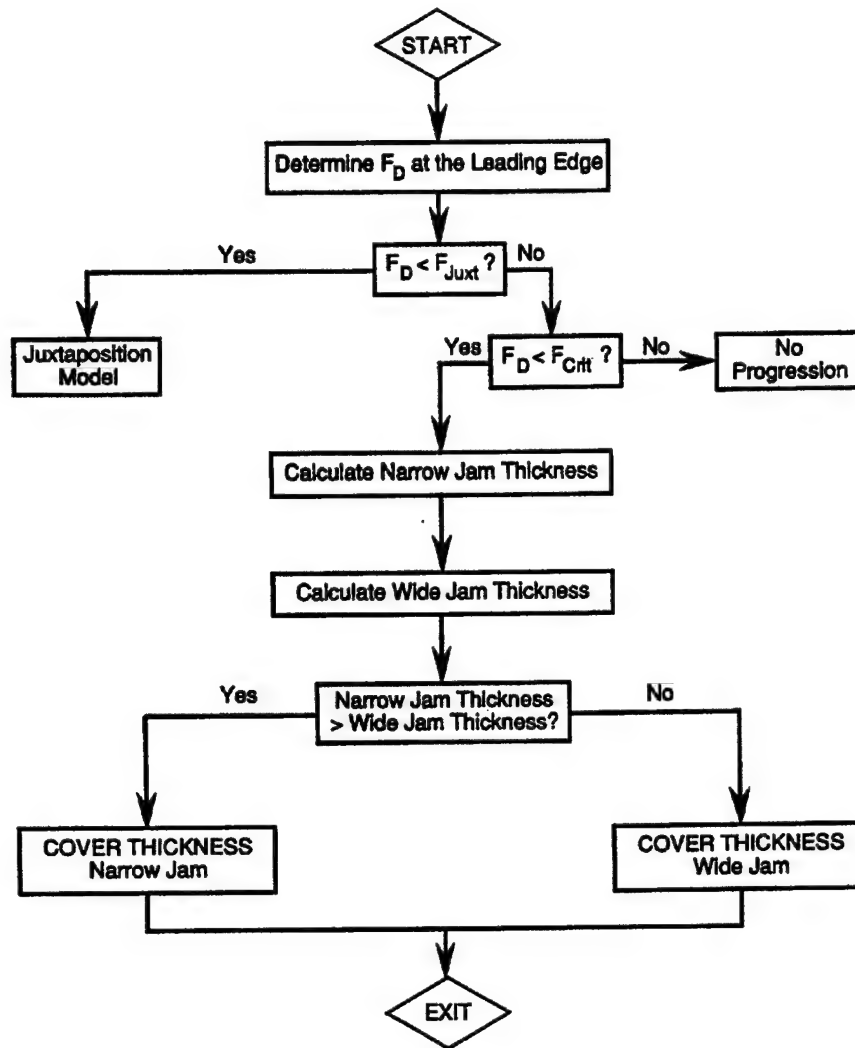 START
Determine F_D at the Leading Edge
Yes
F_D < F_Juxt ?
No
Juxtaposition
Model
Yes
F_D < F_Crit ?
No
No
Progression
Calculate Narrow Jam Thickness
Calculate Wide Jam Thickness
Yes
Narrow Jam Thickness
> Wide Jam Thickness?
No
COVER THICKNESS
Narrow Jam
COVER THICKNESS
Wide Jam
EXIT